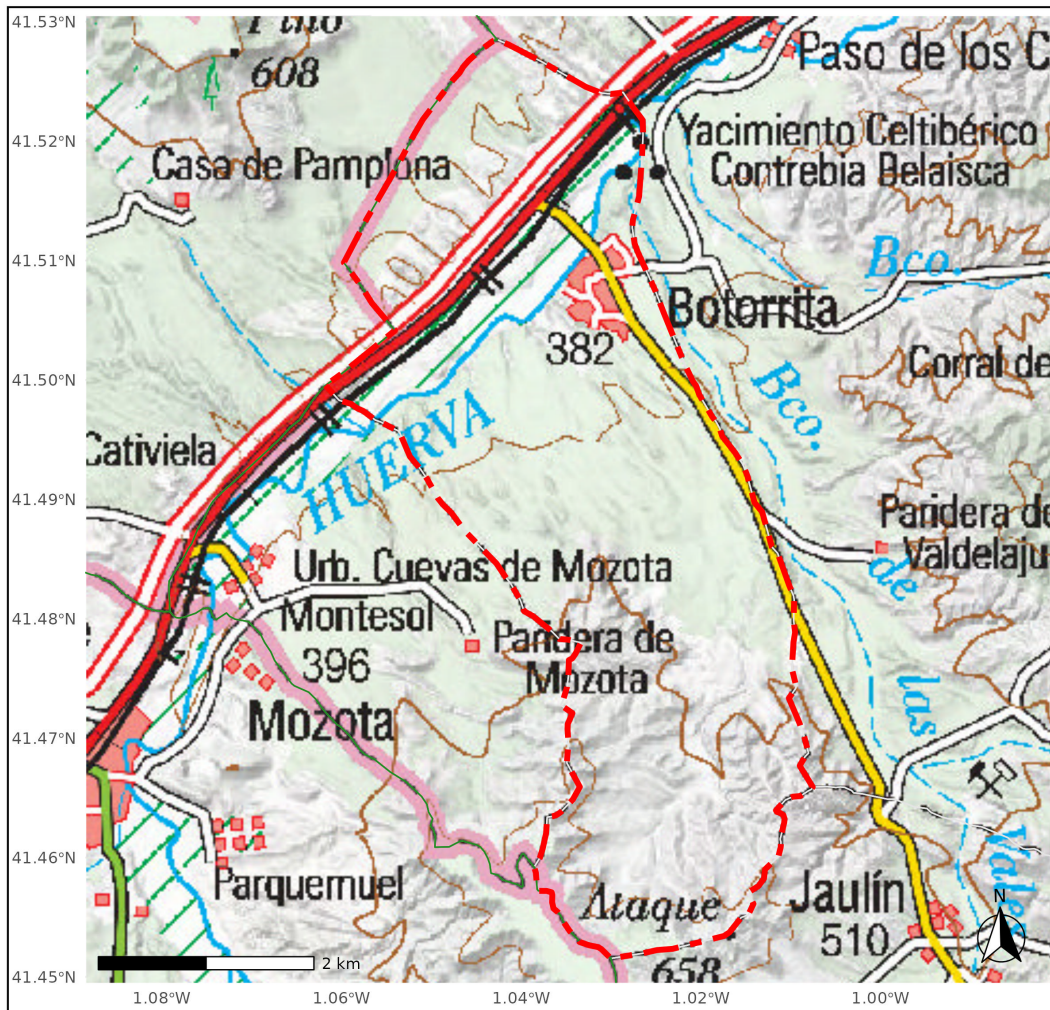 41.53°N
41.52°N
41.51°N
41.50°N
41.49°N
41.48°N
41.47°N
41.46°N
41.45°N
608
Paso de los C
Casa de Pamplona
Yacimiento Celtibérico
Contrebia Belaisca
Bco.
Botorrita
382
Corral de
Bco.
HUERVA
Cativiela
Paridera de
Valdelaju
de
Urb. Cuevas de Mozota
Montesol
396
Paridera de
Mozota
Mozota
las
Parquemuel
Ataque
658
Jaulín
510
Vales
N
2 km
1.08°W
1.06°W
1.04°W
1.02°W
1.00°W